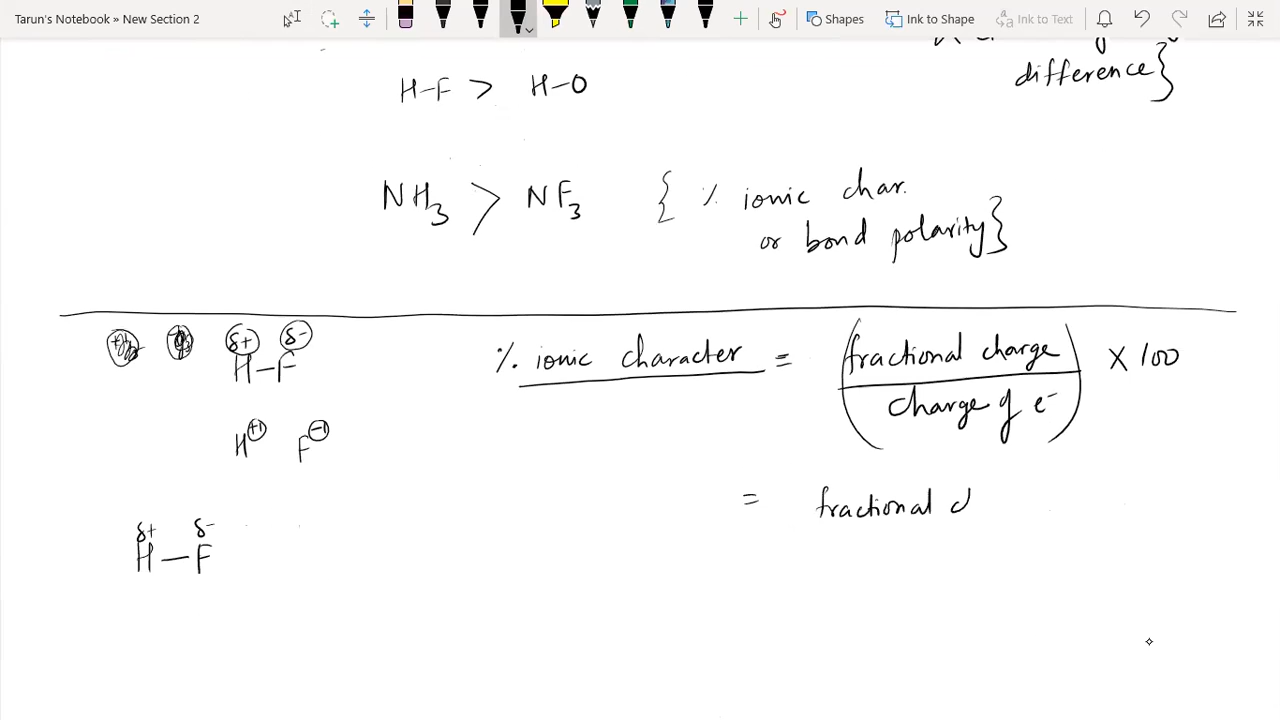 Tarun's Notebook » New Section 2
Shapes
Ink to Shape
Ink to Text
difference}
H-F > H-O
NH3 > NF3 { % ionic char.
or bond polarity}
δ+ δ-
H-F
% ionic character = (fractional charge / charge of e-) × 100
H+1 F-1
= fractional c
δ+ δ-
H-F